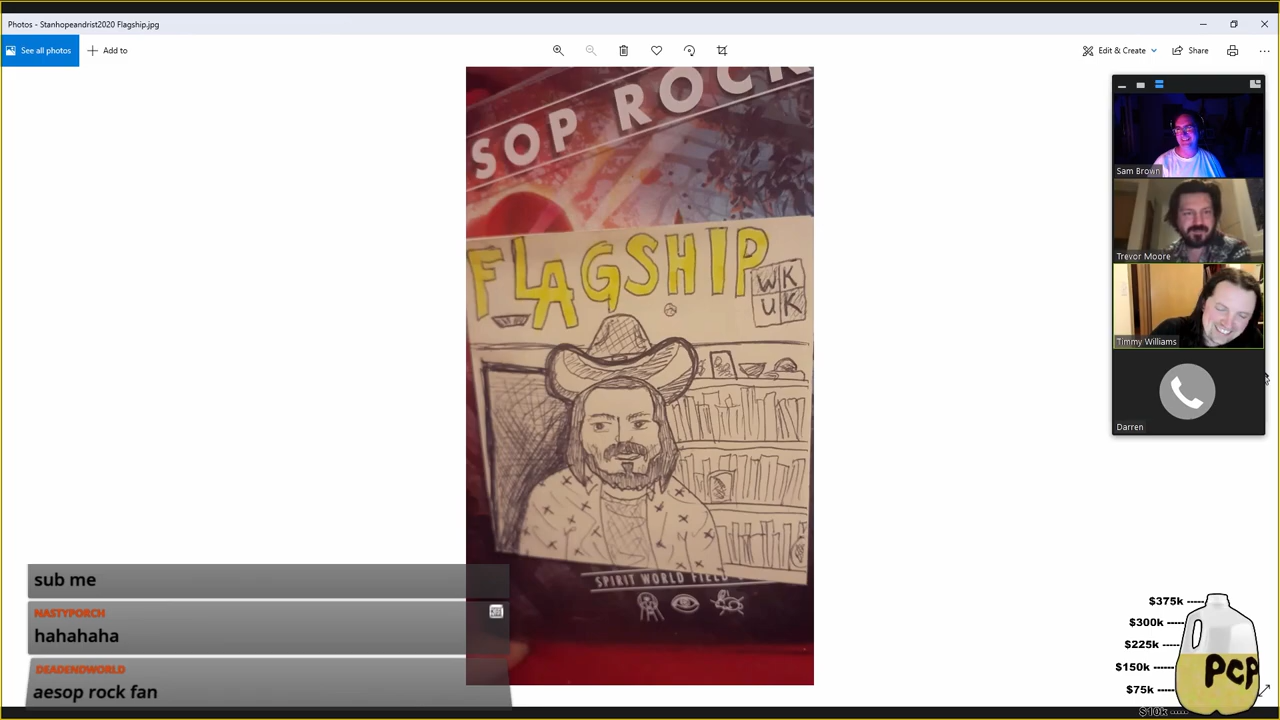 Photos - Stanhopeandrist2020 Flagship.jpg
See all photos
Add to
Edit & Create
Share
SOP ROCK
FLAGSHIP
WK
UK
SPIRIT WORLD FIELD
Sam Brown
Trevor Moore
Timmy Williams
Darren
sub me
NASTYPORCH
hahahaha
DEADENDWORLD
aesop rock fan
$375k
$300k
$225k
$150k
$75k
$10k
PCP